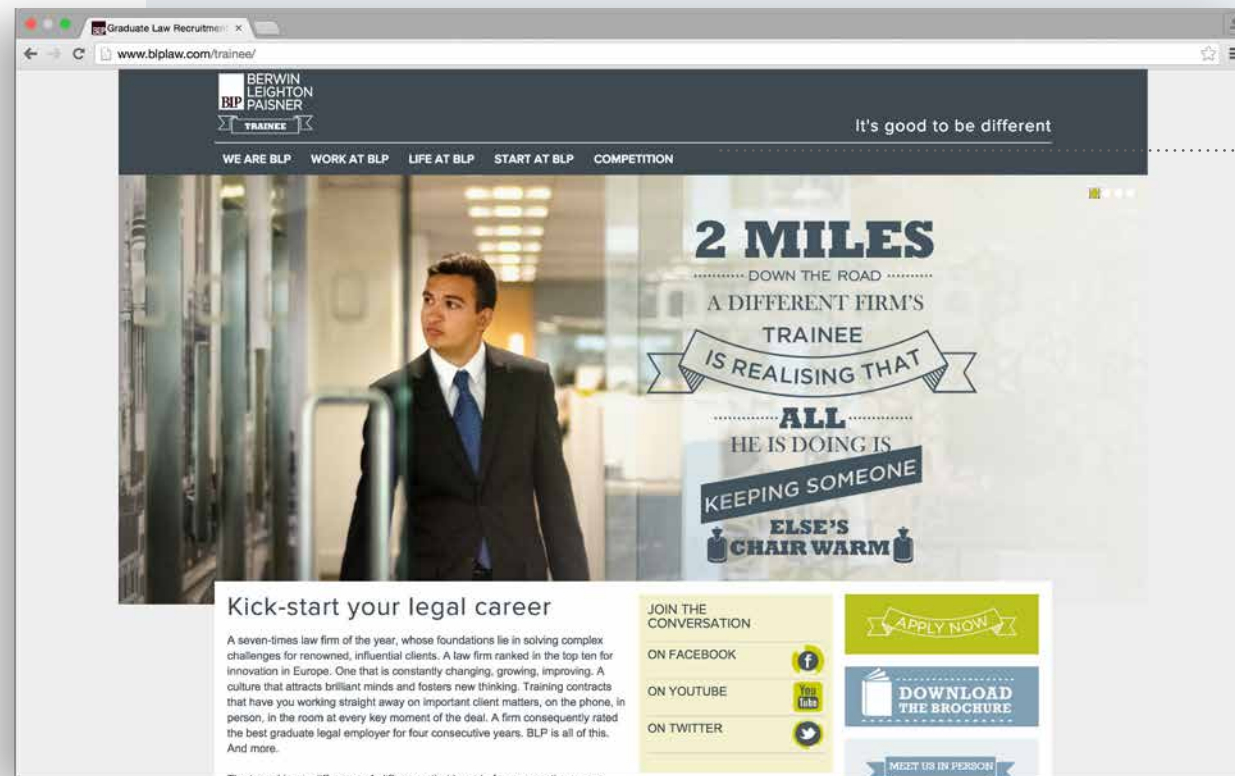 Graduate Law Recruitmen
www.blplaw.com/trainee/
BLP
BERWIN
LEIGHTON
PAISNER
TRAINEE
It's good to be different
WE ARE BLP WORK AT BLP LIFE AT BLP START AT BLP COMPETITION
2 MILES
DOWN THE ROAD
A DIFFERENT FIRM'S
TRAINEE
IS REALISING THAT
ALL
HE IS DOING IS
KEEPING SOMEONE
ELSE'S
CHAIR WARM
Kick-start your legal career
A seven-times law firm of the year, whose foundations lie in solving complex
challenges for renowned, influential clients. A law firm ranked in the top ten for
innovation in Europe. One that is constantly changing, growing, improving. A
culture that attracts brilliant minds and fosters new thinking. Training contracts
that have you working straight away on important client matters, on the phone, in
person, in the room at every key moment of the deal. A firm consequently rated
the best graduate legal employer for four consecutive years. BLP is all of this.
And more.
JOIN THE
CONVERSATION
ON FACEBOOK
ON YOUTUBE
You
Tube
ON TWITTER
APPLY NOW
DOWNLOAD
THE BROCHURE
MEET US IN PERSON